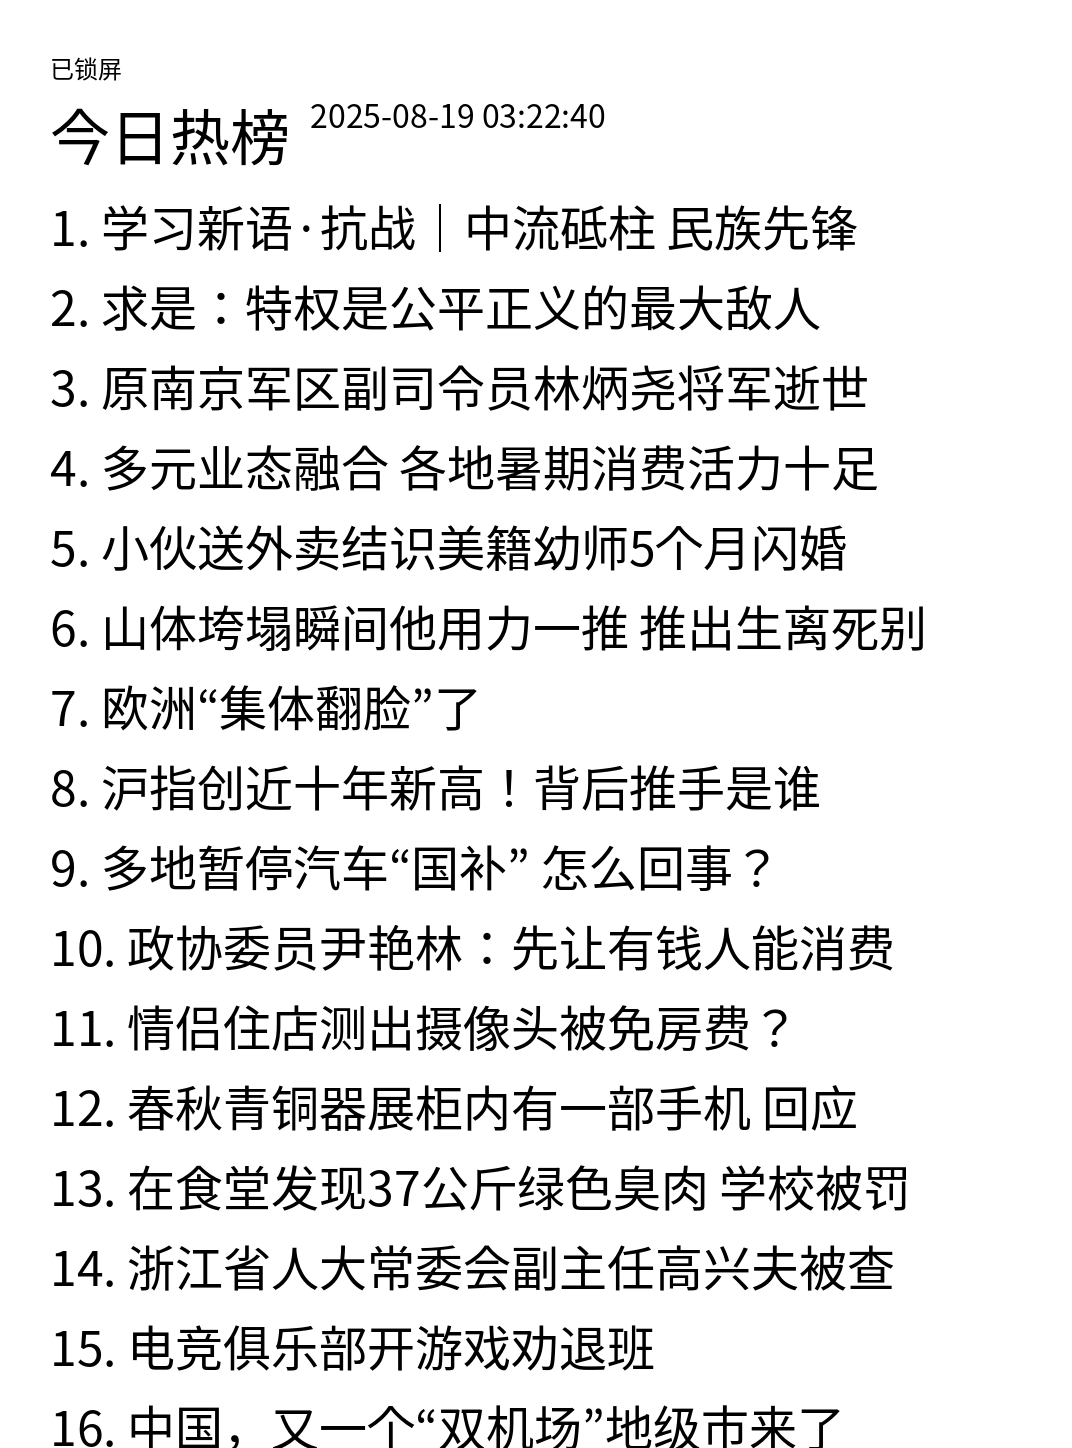 已锁屏
今日热榜 2025-08-19 03:22:40
1. 学习新语·抗战｜中流砥柱 民族先锋
2. 求是：特权是公平正义的最大敌人
3. 原南京军区副司令员林炳尧将军逝世
4. 多元业态融合 各地暑期消费活力十足
5. 小伙送外卖结识美籍幼师5个月闪婚
6. 山体垮塌瞬间他用力一推 推出生离死别
7. 欧洲“集体翻脸”了
8. 沪指创近十年新高！背后推手是谁
9. 多地暂停汽车“国补” 怎么回事？
10. 政协委员尹艳林：先让有钱人能消费
11. 情侣住店测出摄像头被免房费？
12. 春秋青铜器展柜内有一部手机 回应
13. 在食堂发现37公斤绿色臭肉 学校被罚
14. 浙江省人大常委会副主任高兴夫被查
15. 电竞俱乐部开游戏劝退班
16. 中国，又一个“双机场”地级市来了